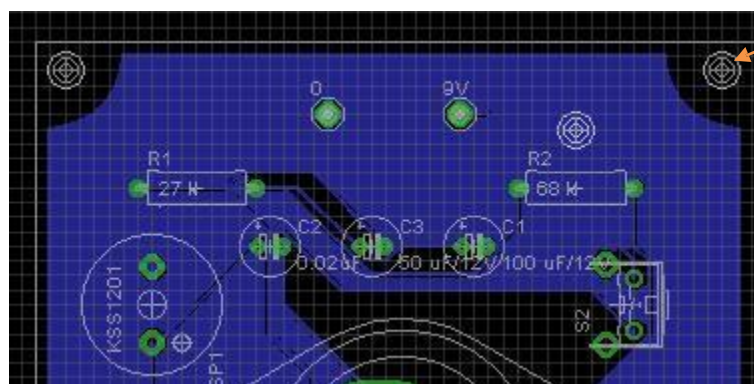 0 9V
R1 R2
27 k 68 k
C2 C3 C1
0.02uF 50 uF/12V/100 uF/12V
KSS1201
S2
SP1